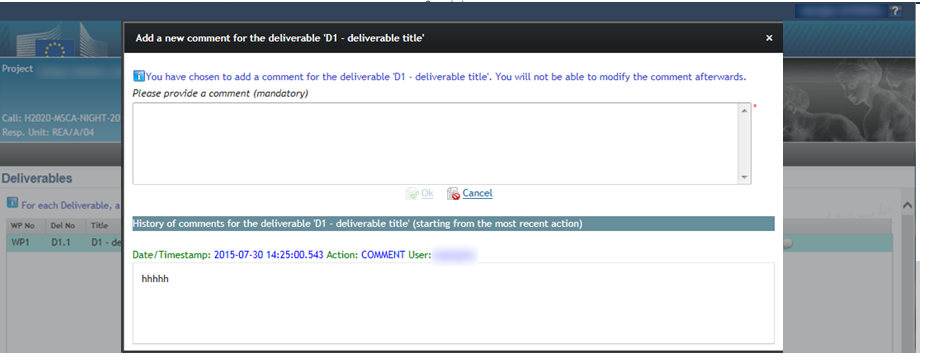 ?
Add a new comment for the deliverable 'D1 - deliverable title'
×
Project
You have chosen to add a comment for the deliverable 'D1 - deliverable title'. You will not be able to modify the comment afterwards.
Please provide a comment (mandatory)
*
Call: H2020-MSCA-NIGHT-20
Resp. Unit: REA/A/04
Deliverables
Ok Cancel
For each Deliverable, a
History of comments for the deliverable 'D1 - deliverable title' (starting from the most recent action)
WP No Del No Title
WP1 D1.1 D1 - de
Date/Timestamp: 2015-07-30 14:25:00.543 Action: COMMENT User:
hhhhh